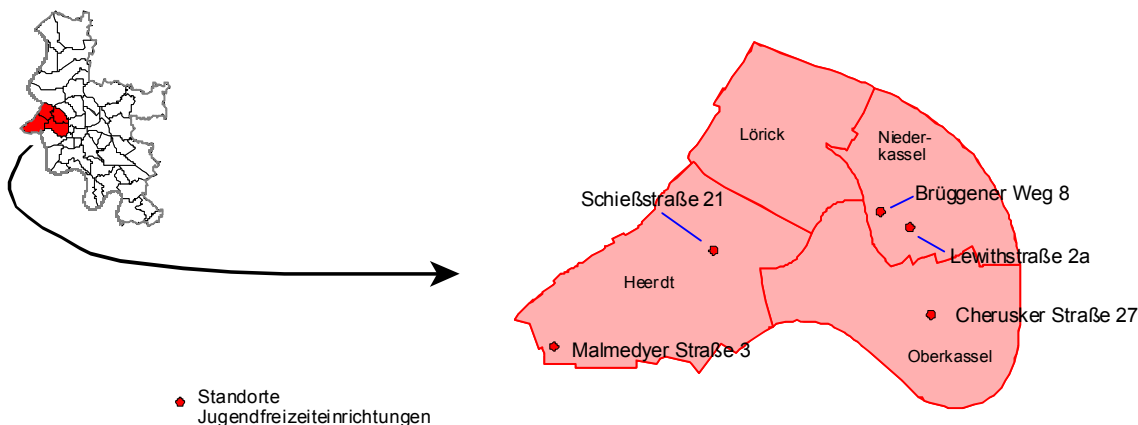 Lörick
Nieder-
kassel
Brüggener Weg 8
Schießstraße 21
Lewithstraße 2a
Heerdt
Cherusker Straße 27
Malmedyer Straße 3
Oberkassel
Standorte
Jugendfreizeiteinrichtungen